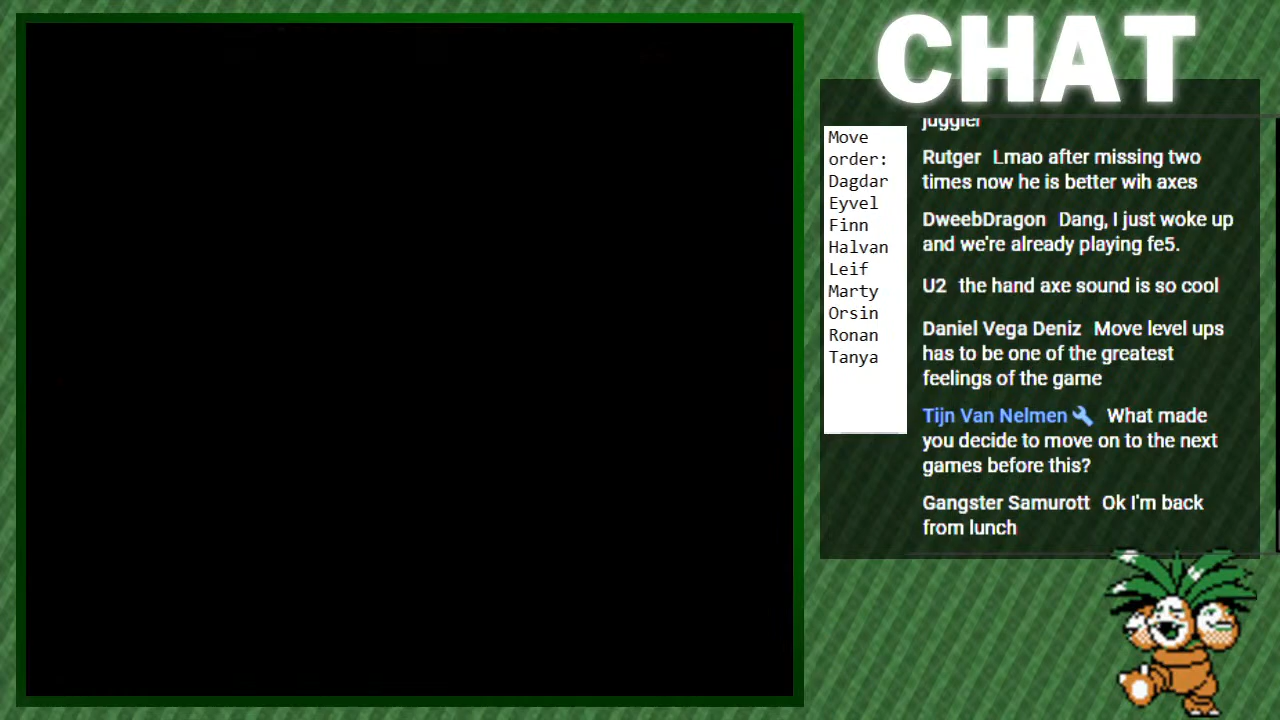 CHAT
Move
order:
Dagdar
Eyvel
Finn
Halvan
Leif
Marty
Orsin
Ronan
Tanya
juggler
Rutger Lmao after missing two
times now he is better wih axes
DweebDragon Dang, I just woke up
and we're already playing fe5.
U2 the hand axe sound is so cool
Daniel Vega Deniz Move level ups
has to be one of the greatest
feelings of the game
Tijn Van Nelmen What made
you decide to move on to the next
games before this?
Gangster Samurott Ok I'm back
from lunch